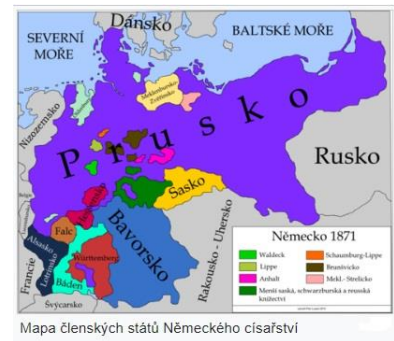 Dánsko
SEVERNÍ
MOŘE
BALTSKÉ MOŘE
Nizozemsko
Meklenbursko
Zvěřínsko
Prusko
Rusko
Sasko
Falc
Bavorsko
Alsasko
Lotrinsko
Württemberg
Báden
Francie
Švýcarsko
Rakousko - Uhersko
Německo 1871
Waldeck
Lippe
Anhalt
Schaumburg-Lippe
Brunšvicko
Mekl.-Strelicko
Menší saská, schwarzburská a reusská
knížectví
Mapa členských států Německého císařství